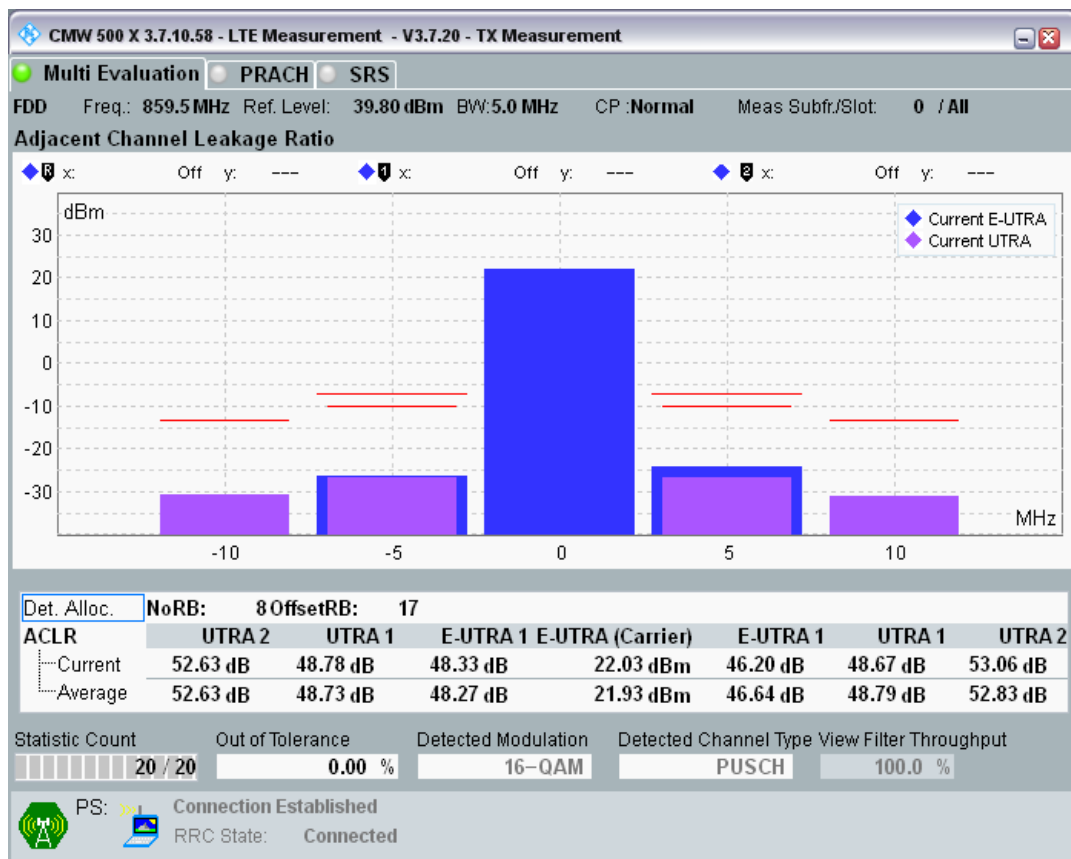 CMW 500 X 3.7.10.58 - LTE Measurement - V3.7.20 - TX Measurement
Multi Evaluation PRACH SRS
FDD Freq.: 859.5 MHz Ref. Level: 39.80 dBm BW:5.0 MHz CP :Normal Meas Subfr./Slot: 0 / All
Adjacent Channel Leakage Ratio
R x: Off y: --- 1 x: Off y: --- 2 x: Off y: ---
dBm
Current E-UTRA
Current UTRA
30
20
10
0
-10
-20
-30
MHz
-10 -5 0 5 10
Det. Alloc. NoRB: 8 OffsetRB: 17
ACLR UTRA 2 UTRA 1 E-UTRA 1 E-UTRA (Carrier) E-UTRA 1 UTRA 1 UTRA 2
Current 52.63 dB 48.78 dB 48.33 dB 22.03 dBm 46.20 dB 48.67 dB 53.06 dB
Average 52.63 dB 48.73 dB 48.27 dB 21.93 dBm 46.64 dB 48.79 dB 52.83 dB
Statistic Count Out of Tolerance Detected Modulation Detected Channel Type View Filter Throughput
20 / 20 0.00 % 16-QAM PUSCH 100.0 %
PS: Connection Established
RRC State: Connected